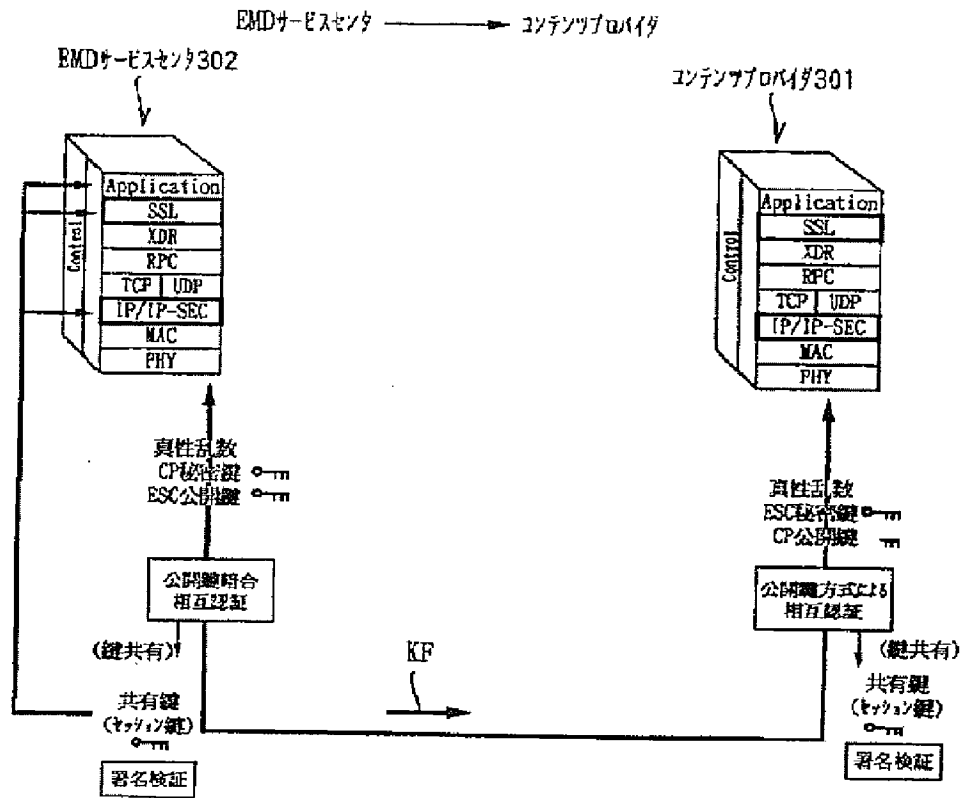 EMDサービスセンタ → コンテンツプロバイダ
EMDサービスセンタ302
コンテンツプロバイダ301
Application
SSL
XDR
RPC
TCP UDP
IP/IP-SEC
MAC
PHY
Control
Application
SSL
XDR
RPC
TCP UDP
IP/IP-SEC
MAC
PHY
Control
真性乱数
CP秘密鍵
ESC公開鍵
真性乱数
ESC秘密鍵
CP公開鍵
公開鍵暗合
相互認証
公開鍵方式による
相互認証
(鍵共有)
(鍵共有)
KF
共有鍵
(セッション鍵)
共有鍵
(セッション鍵)
署名検証
署名検証